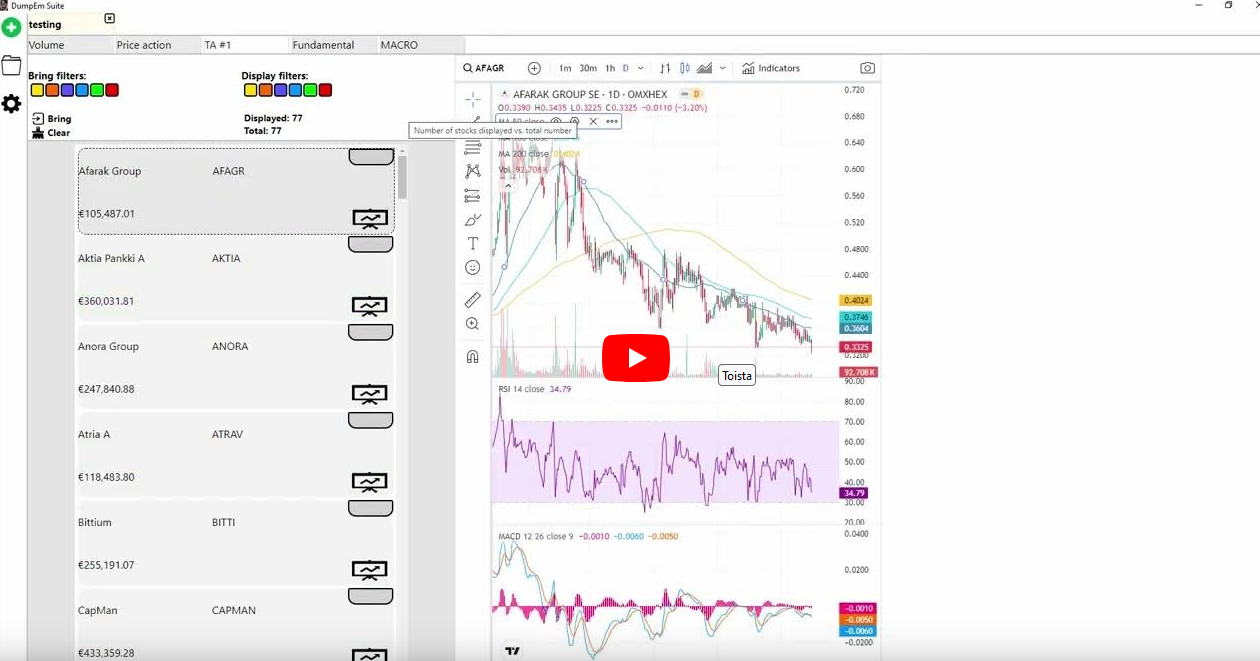 DumpEm Suite
testing
Volume Price action TA #1 Fundamental MACRO
Bring filters: Display filters:
Bring Displayed: 77
Clear Total: 77
Number of stocks displayed vs. total number
Afarak Group AFAGR
€105,487.01
Aktia Pankki A AKTIA
€360,031.81
Anora Group ANORA
€247,840.88
Atria A ATRAV
€118,483.80
Bittium BITTI
€255,191.07
CapMan CAPMAN
€433,359.28
AFAGR 1m 30m 1h D Indicators
AFARAK GROUP SE · 1D · OMXHEX D
O0.3390 H0.3435 L0.3225 C0.3325 −0.0110 (−3.20%)
MA 200 close 0.4024
Vol. 92.708K
0.720
0.680
0.640
0.600
0.560
0.520
0.4800
0.4400
0.4024
0.3746
0.3604
0.3325
0.3200
92.708K
Toista
RSI 14 close 34.79
90.00
80.00
70.00
60.00
50.00
40.00
34.79
30.00
20.00
MACD 12 26 close 9 −0.0010 −0.0060 −0.0050
0.0400
0.0200
−0.0010
−0.0050
−0.0060
−0.0200